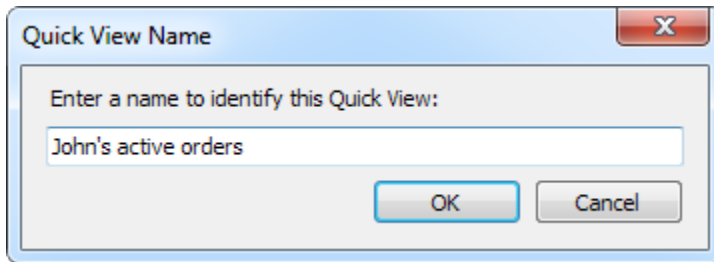 Quick View Name
Enter a name to identify this Quick View:
John's active orders
OK
Cancel